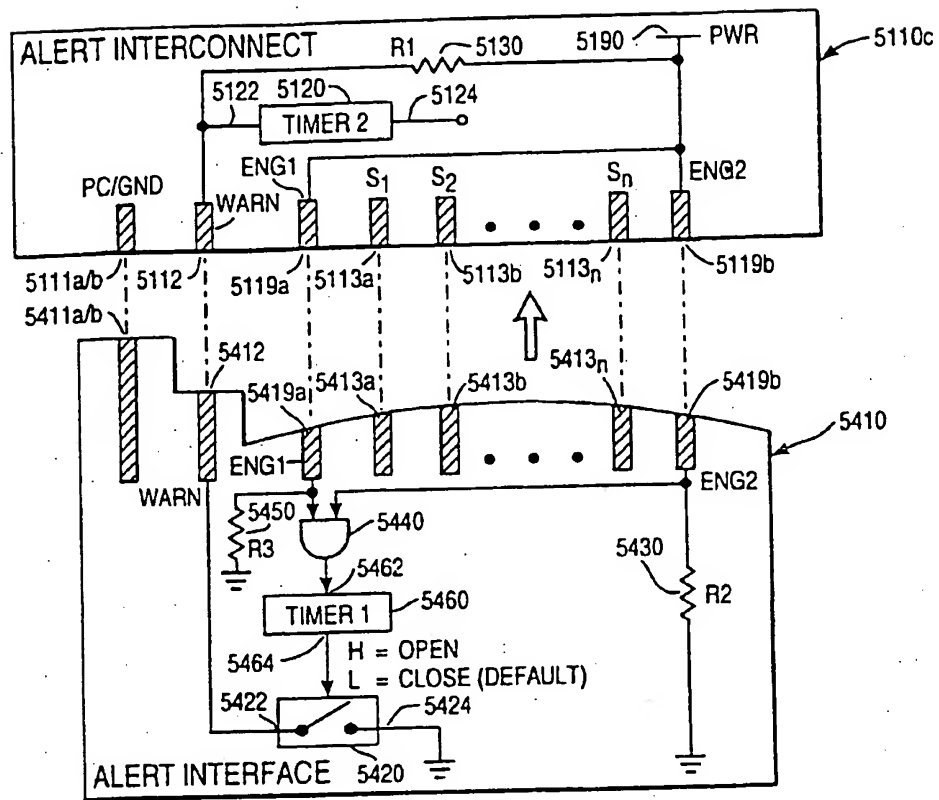 ALERT INTERCONNECT
R1
5130
5190
PWR
5110c
5122
5120
5124
TIMER 2
PC/GND
WARN
ENG1
S1
S2
Sn
ENG2
5111a/b
5112
5119a
5113a
5113b
5113n
5119b
5411a/b
5412
5419a
5413a
5413b
5413n
5419b
5410
WARN
ENG1
ENG2
5450
R3
5440
5430
R2
5462
TIMER 1
5460
5464
H = OPEN
L = CLOSE (DEFAULT)
5422
5424
5420
ALERT INTERFACE